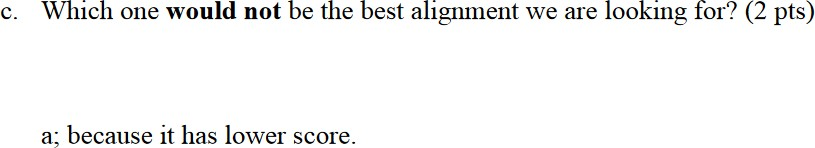 c. Which one would not be the best alignment we are looking for? (2 pts)
a; because it has lower score.